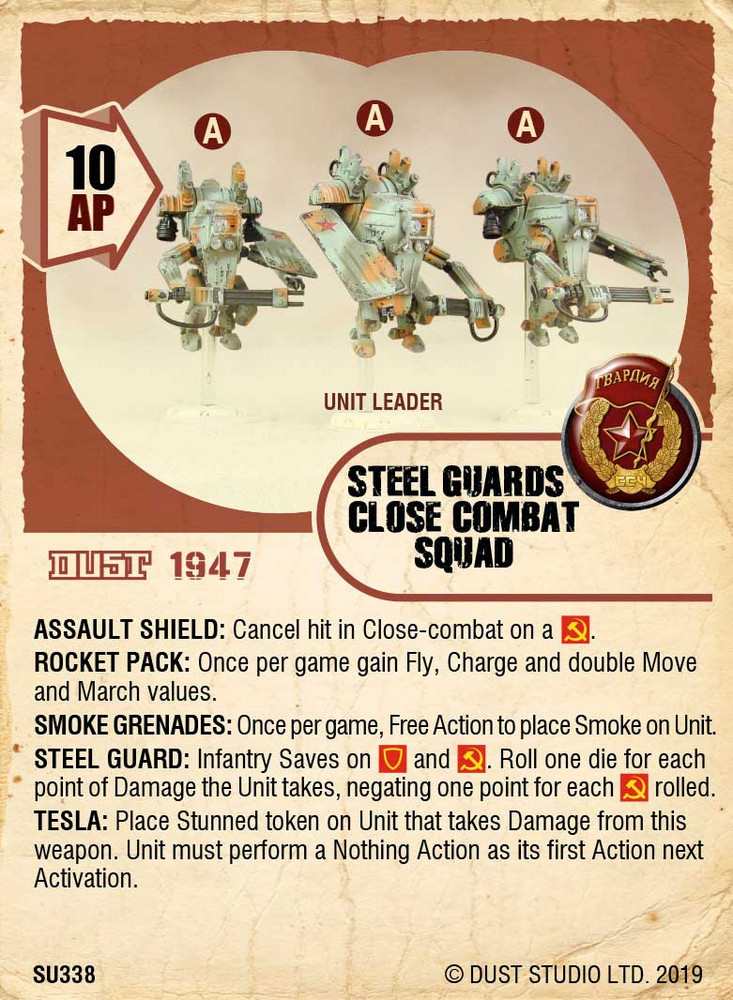 A
A
A
10
AP
UNIT LEADER
ГВАРДИЯ
ССЧ
STEEL GUARDS
CLOSE COMBAT
SQUAD
DUST 1947
ASSAULT SHIELD: Cancel hit in Close-combat on a .
ROCKET PACK: Once per game gain Fly, Charge and double Move
and March values.
SMOKE GRENADES: Once per game, Free Action to place Smoke on Unit.
STEEL GUARD: Infantry Saves on and . Roll one die for each
point of Damage the Unit takes, negating one point for each rolled.
TESLA: Place Stunned token on Unit that takes Damage from this
weapon. Unit must perform a Nothing Action as its first Action next
Activation.
SU338
© DUST STUDIO LTD. 2019